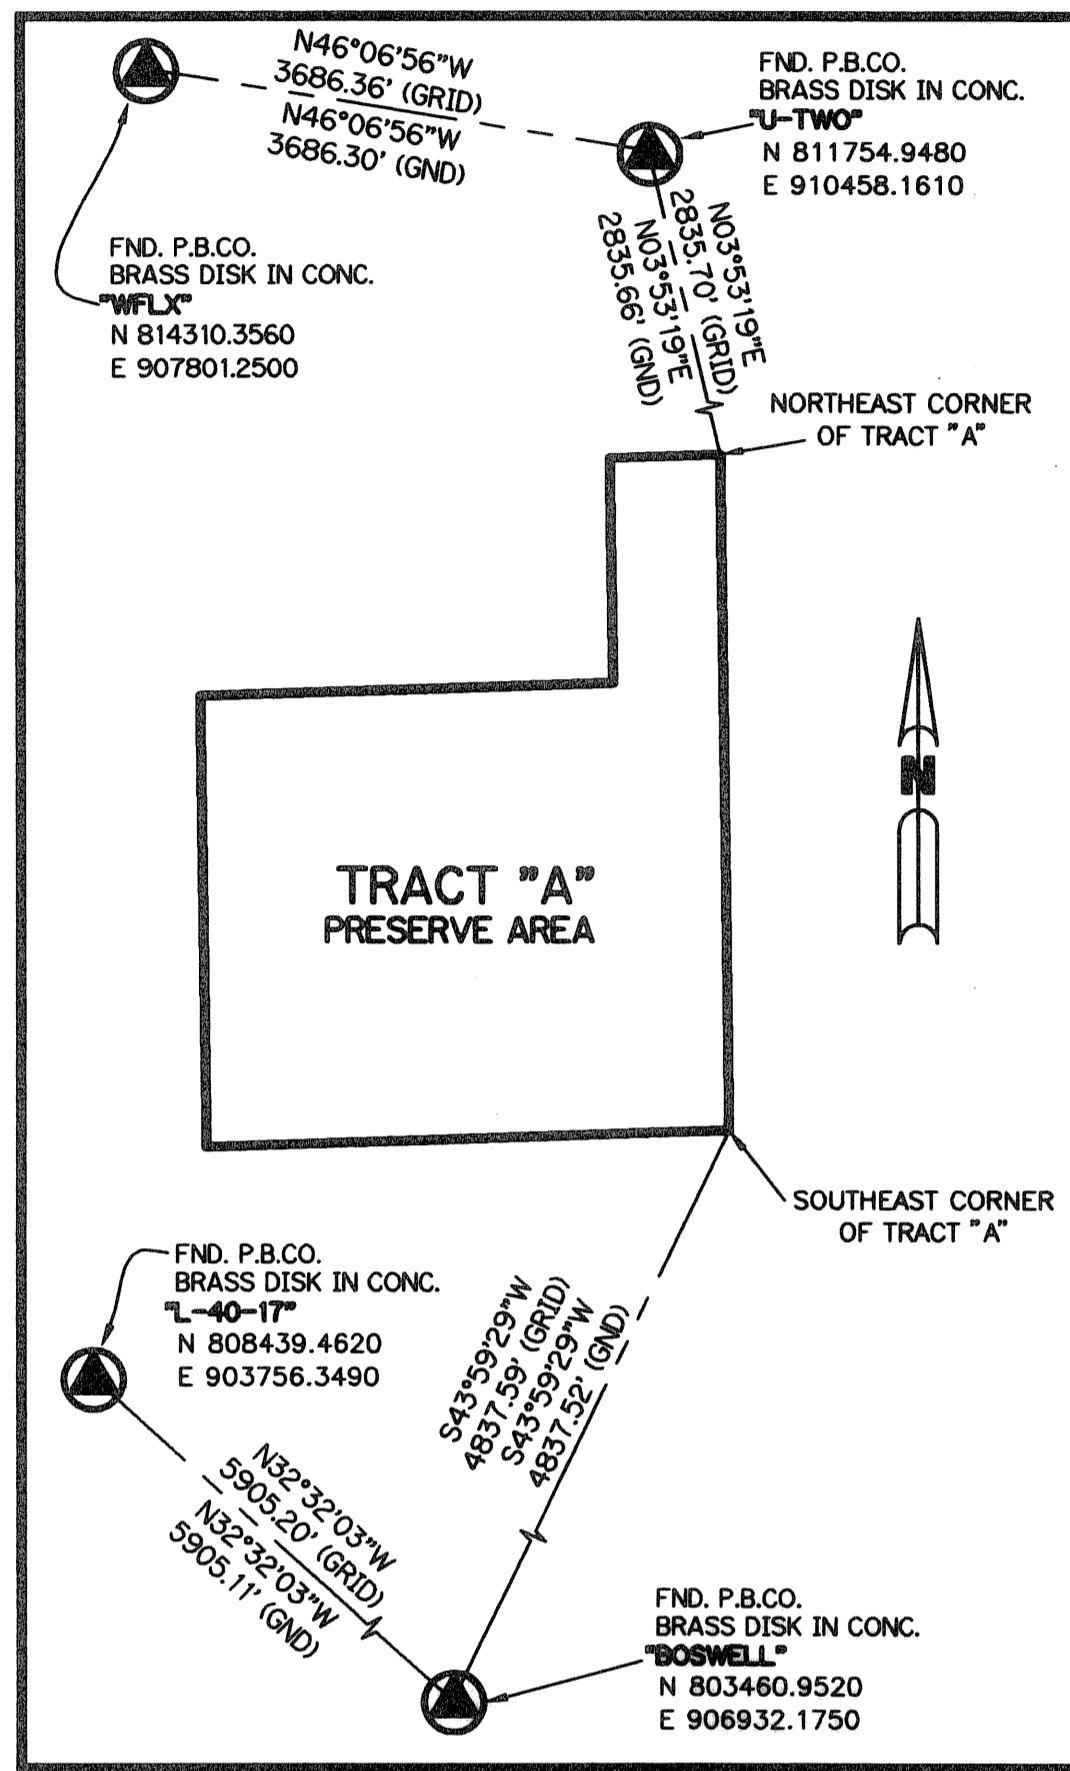 N46°06'56"W
3686.36' (GRID)
N46°06'56"W
3686.30' (GND)
FND. P.B.CO.
BRASS DISK IN CONC.
"U-TWO"
N 811754.9480
E 910458.1610
FND. P.B.CO.
BRASS DISK IN CONC.
"WFLX"
N 814310.3560
E 907801.2500
N03°53'19"E
2835.70' (GRID)
N03°53'19"E
2835.66' (GND)
NORTHEAST CORNER
OF TRACT "A"
N
TRACT "A"
PRESERVE AREA
SOUTHEAST CORNER
OF TRACT "A"
FND. P.B.CO.
BRASS DISK IN CONC.
"L-40-17"
N 808439.4620
E 903756.3490
S43°59'29"W
4837.59' (GRID)
S43°59'29"W
4837.52' (GND)
N32°32'03"W
5905.20' (GRID)
N32°32'03"W
5905.11' (GND)
FND. P.B.CO.
BRASS DISK IN CONC.
"BOSWELL"
N 803460.9520
E 906932.1750